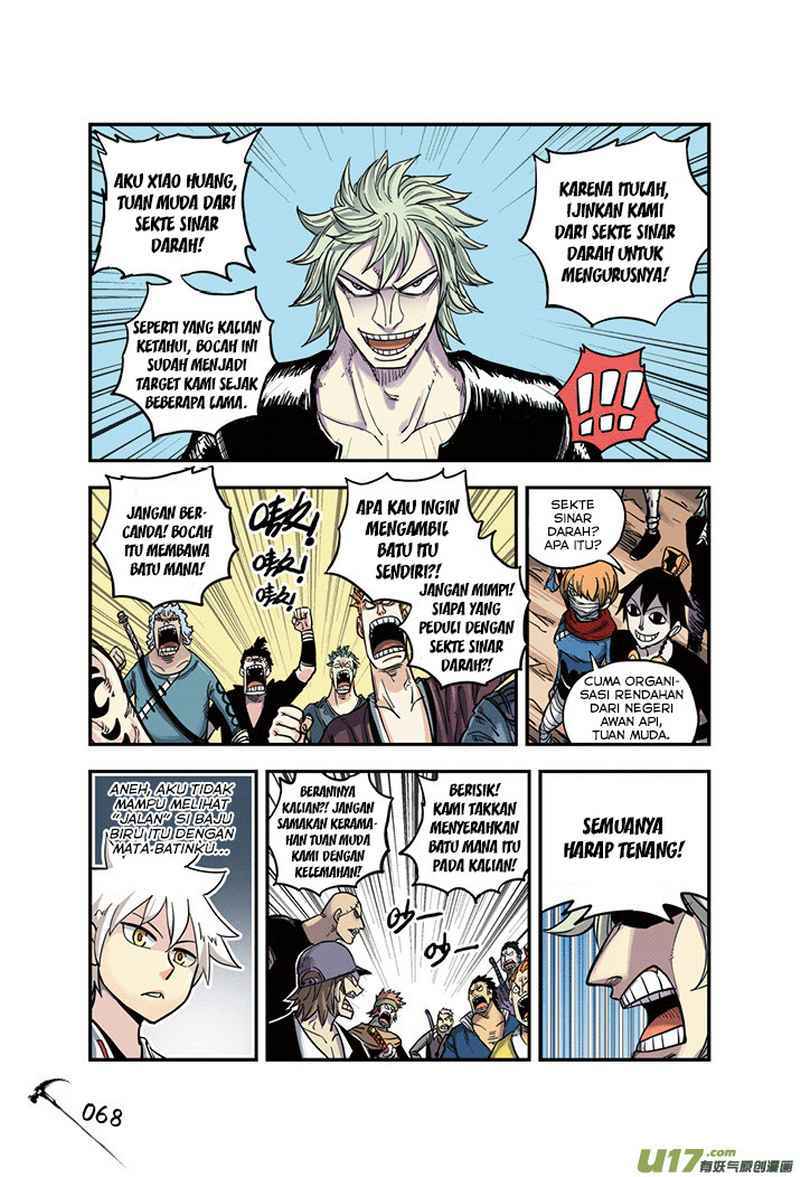 AKU XIAO HUANG,
TUAN MUDA DARI
SEKTE SINAR
DARAH!
SEPERTI YANG KALIAN
KETAHUI, BOCAH INI
SUDAH MENJADI
TARGET KAMI SEJAK
BEBERAPA LAMA.
KARENA ITULAH,
IJINKAN KAMI
DARI SEKTE SINAR
DARAH UNTUK
MENGURUSNYA!
!!!
JANGAN BER-
CANDA! BOCAH
ITU MEMBAWA
BATU MANA!
APA KAU INGIN
MENGAMBIL
BATU ITU
SENDIRI?!
JANGAN MIMPI!
SIAPA YANG
PEDULI DENGAN
SEKTE SINAR
DARAH?!
SEKTE
SINAR
DARAH?
APA ITU?
CUMA ORGANI-
SASI RENDAHAN
DARI NEGERI
AWAN API,
TUAN MUDA.
ANEH, AKU TIDAK
MAMPU MELIHAT
"JALAN" SI BAJU
BIRU ITU DENGAN
MATA BATINKU...
BERANINYA
KALIAN?! JANGAN
SAMAKAN KERAMA-
HAN TUAN MUDA
KAMI DENGAN
KELEMAHAN!
BERISIK!
KAMI TAKKAN
MENYERAHKAN
BATU MANA ITU
PADA KALIAN!
吵一
吵一
SEMUANYA
HARAP TENANG!
068
U17.com
有妖气原创漫画